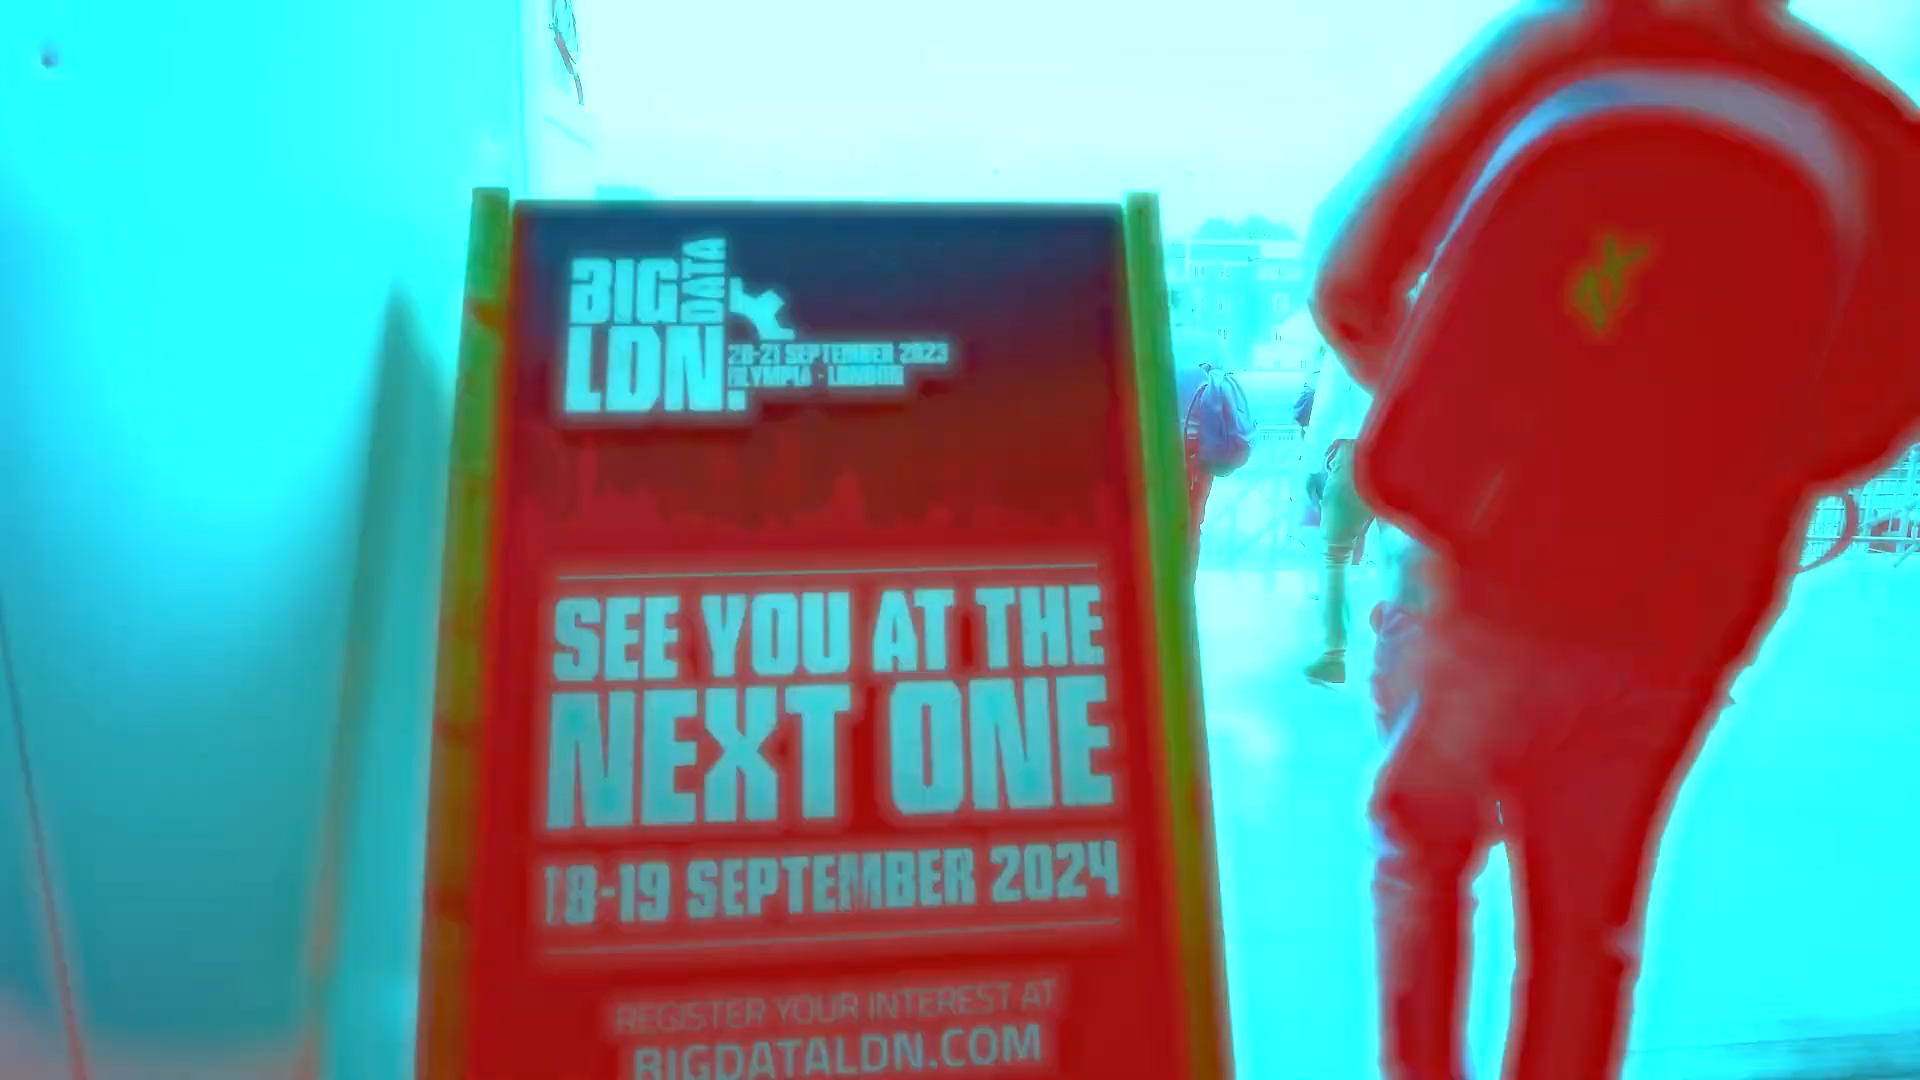 BIG DATA
LDN.
20-21 SEPTEMBER 2023
OLYMPIA · LONDON
SEE YOU AT THE
NEXT ONE
18-19 SEPTEMBER 2024
REGISTER YOUR INTEREST AT
BIGDATALDN.COM